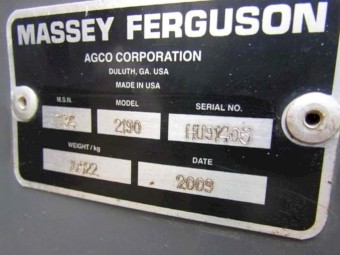 MASSEY FERGUSON
AGCO CORPORATION
DULUTH, GA. USA
MADE IN USA
M.S.N. MODEL SERIAL NO.
2190
WEIGHT/kg DATE
2009